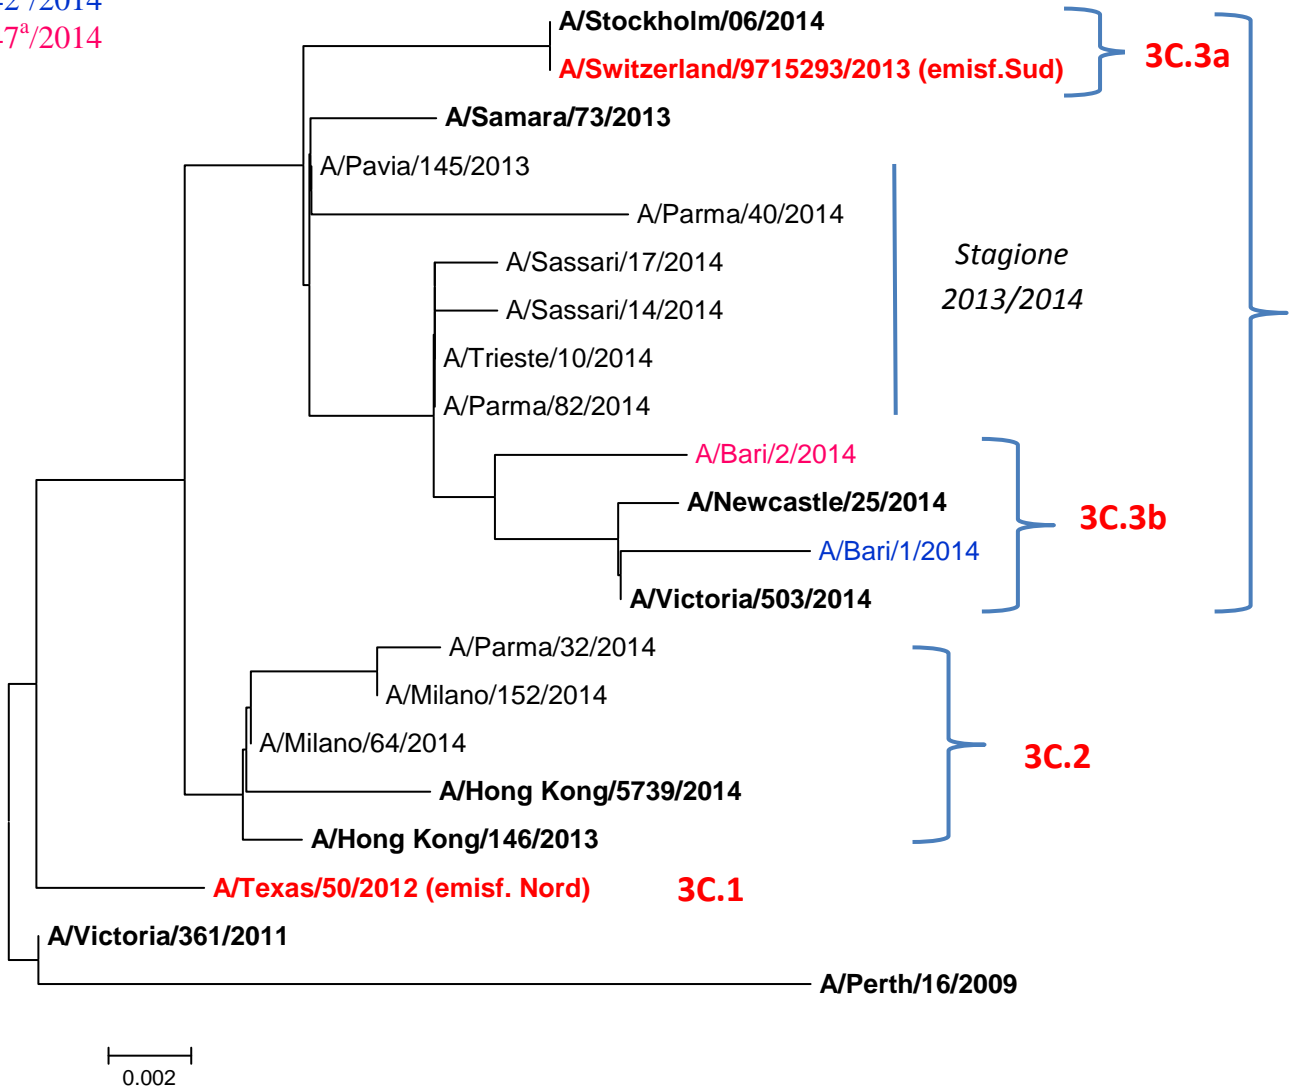 7ª/2014
A/Stockholm/06/2014
A/Switzerland/9715293/2013 (emisf.Sud)
3C.3a
A/Samara/73/2013
A/Pavia/145/2013
A/Parma/40/2014
A/Sassari/17/2014
Stagione
2013/2014
A/Sassari/14/2014
A/Trieste/10/2014
A/Parma/82/2014
A/Bari/2/2014
A/Newcastle/25/2014
3C.3b
A/Bari/1/2014
A/Victoria/503/2014
A/Parma/32/2014
A/Milano/152/2014
A/Milano/64/2014
3C.2
A/Hong Kong/5739/2014
A/Hong Kong/146/2013
A/Texas/50/2012 (emisf. Nord)
3C.1
A/Victoria/361/2011
A/Perth/16/2009
0.002